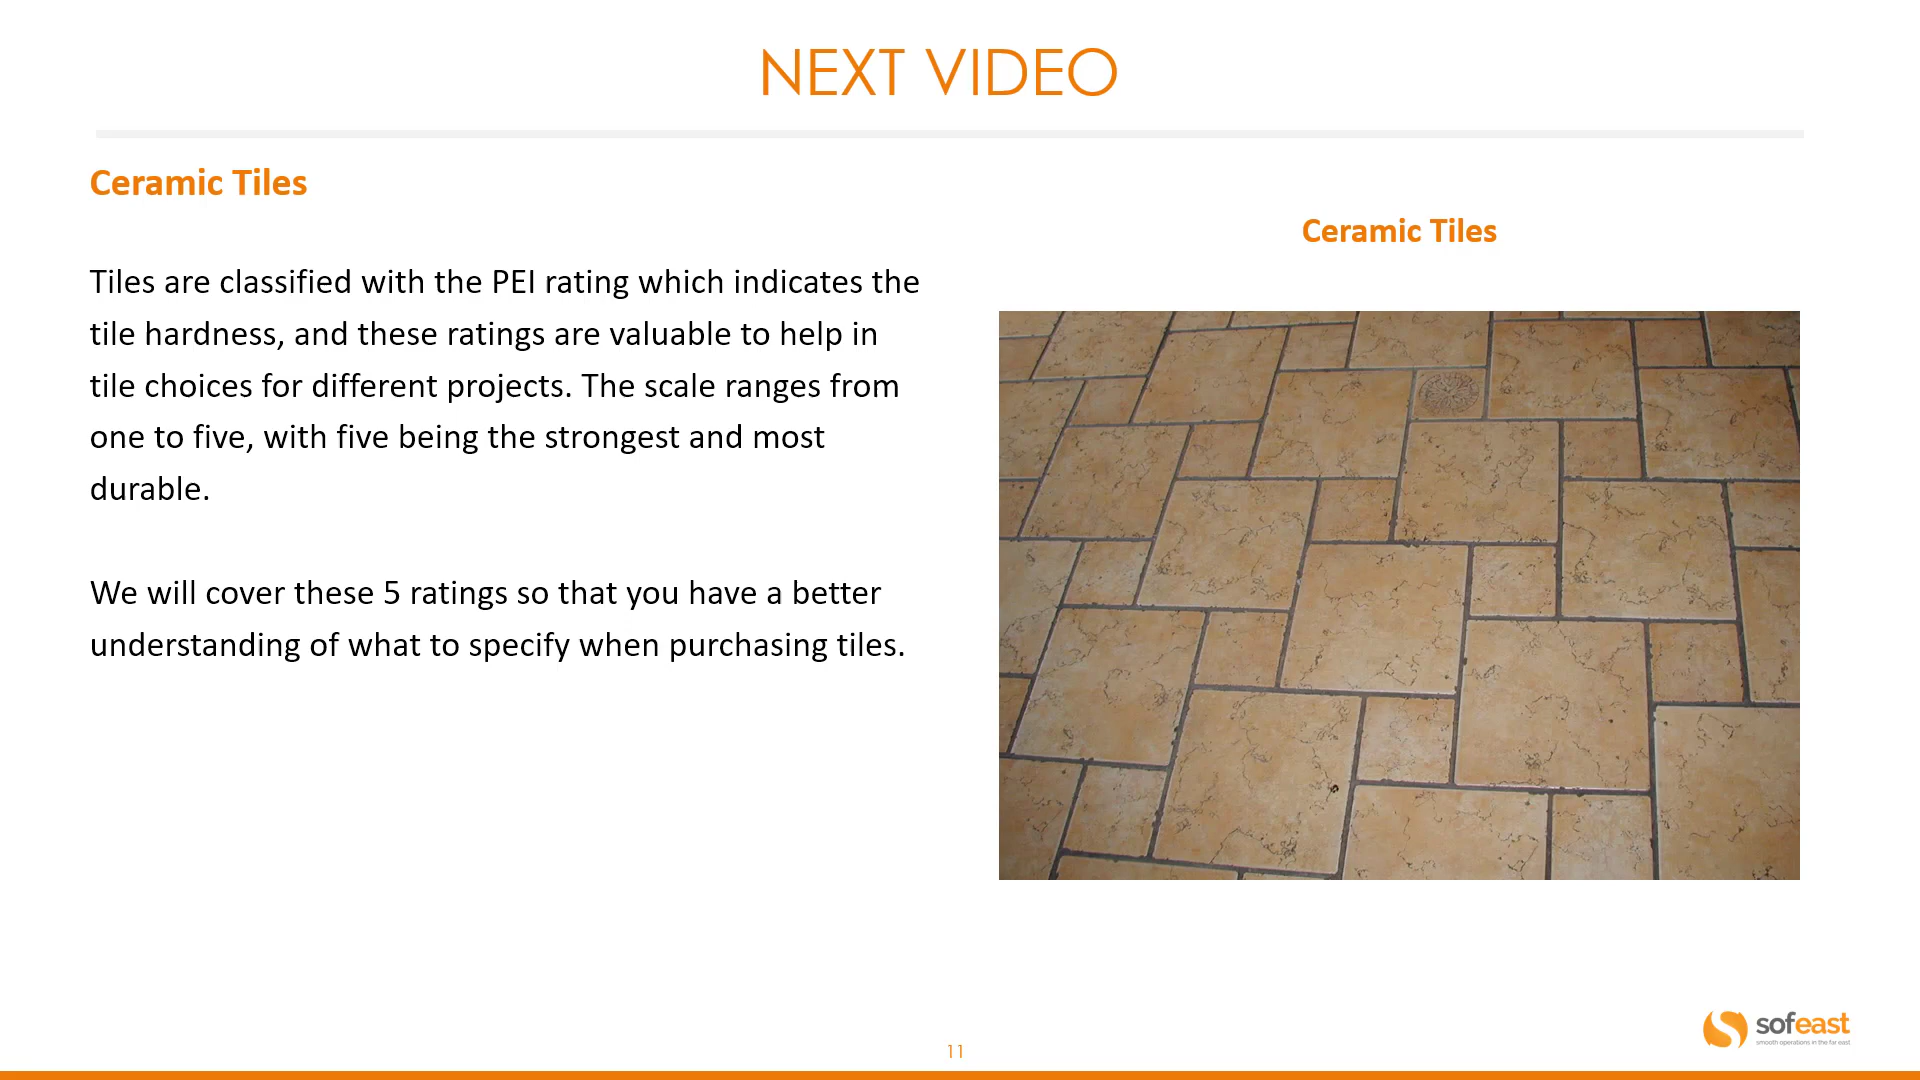 NEXT VIDEO
Ceramic Tiles
Tiles are classified with the PEI rating which indicates the
tile hardness, and these ratings are valuable to help in
tile choices for different projects. The scale ranges from
one to five, with five being the strongest and most
durable.
We will cover these 5 ratings so that you have a better
understanding of what to specify when purchasing tiles.
Ceramic Tiles
sofeast
smooth operations in the far east
11